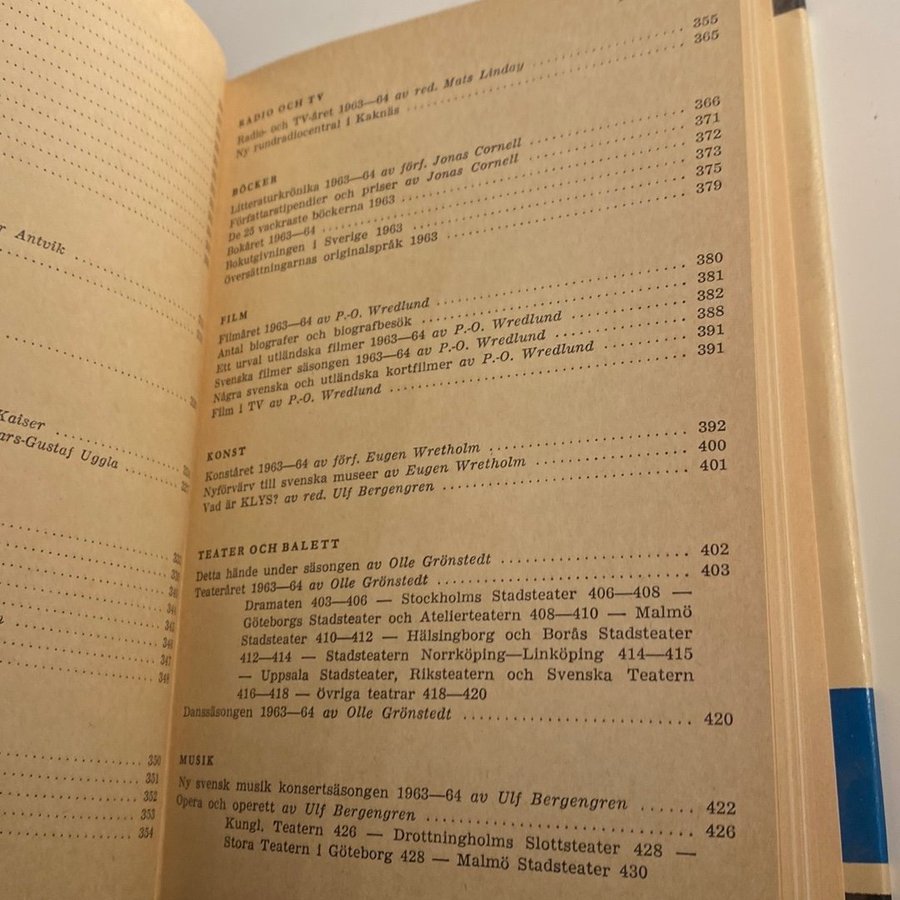 r Antvik
Kaiser
ars-Gustaf Uggla
347
348
350
351
352
353
354
355
365
RADIO OCH TV
Radio- och TV-året 1963—64 av red. Mats Linday
Ny rundradiocentral i Kaknäs
BÖCKER
Litteraturkrönika 1963—64 av förf. Jonas Cornell 366
Författarstipendier och priser av Jonas Cornell 371
De 25 vackraste böckerna 1963 372
Bokåret 1963—64 373
Bokutgivningen i Sverige 1963 375
Översättningarnas originalspråk 1963 379
FILM
Filmåret 1963—64 av P.-O. Wredlund 380
Antal biografer och biografbesök 381
Ett urval utländska filmer 1963—64 av P.-O. Wredlund 382
Svenska filmer säsongen 1963—64 av P.-O. Wredlund 388
Några svenska och utländska kortfilmer av P.-O. Wredlund 391
Film i TV av P.-O. Wredlund 391
KONST
Konståret 1963—64 av förf. Eugen Wretholm 392
Nyförvärv till svenska museer av Eugen Wretholm 400
Vad är KLYS? av red. Ulf Bergengren 401
TEATER OCH BALETT
Detta hände under säsongen av Olle Grönstedt 402
Teateråret 1963—64 av Olle Grönstedt 403
Dramaten 403—406 — Stockholms Stadsteater 406—408 —
Göteborgs Stadsteater och Atelierteatern 408—410 — Malmö
Stadsteater 410—412 — Hälsingborg och Borås Stadsteater
412—414 — Stadsteatern Norrköping—Linköping 414—415
— Uppsala Stadsteater, Riksteatern och Svenska Teatern
416—418 — övriga teatrar 418—420
Danssäsongen 1963—64 av Olle Grönstedt 420
MUSIK
Ny svensk musik konsertsäsongen 1963—64 av Ulf Bergengren 422
Opera och operett av Ulf Bergengren 426
Kungl. Teatern 426 — Drottningholms Slottsteater 428 —
Stora Teatern i Göteborg 428 — Malmö Stadsteater 430